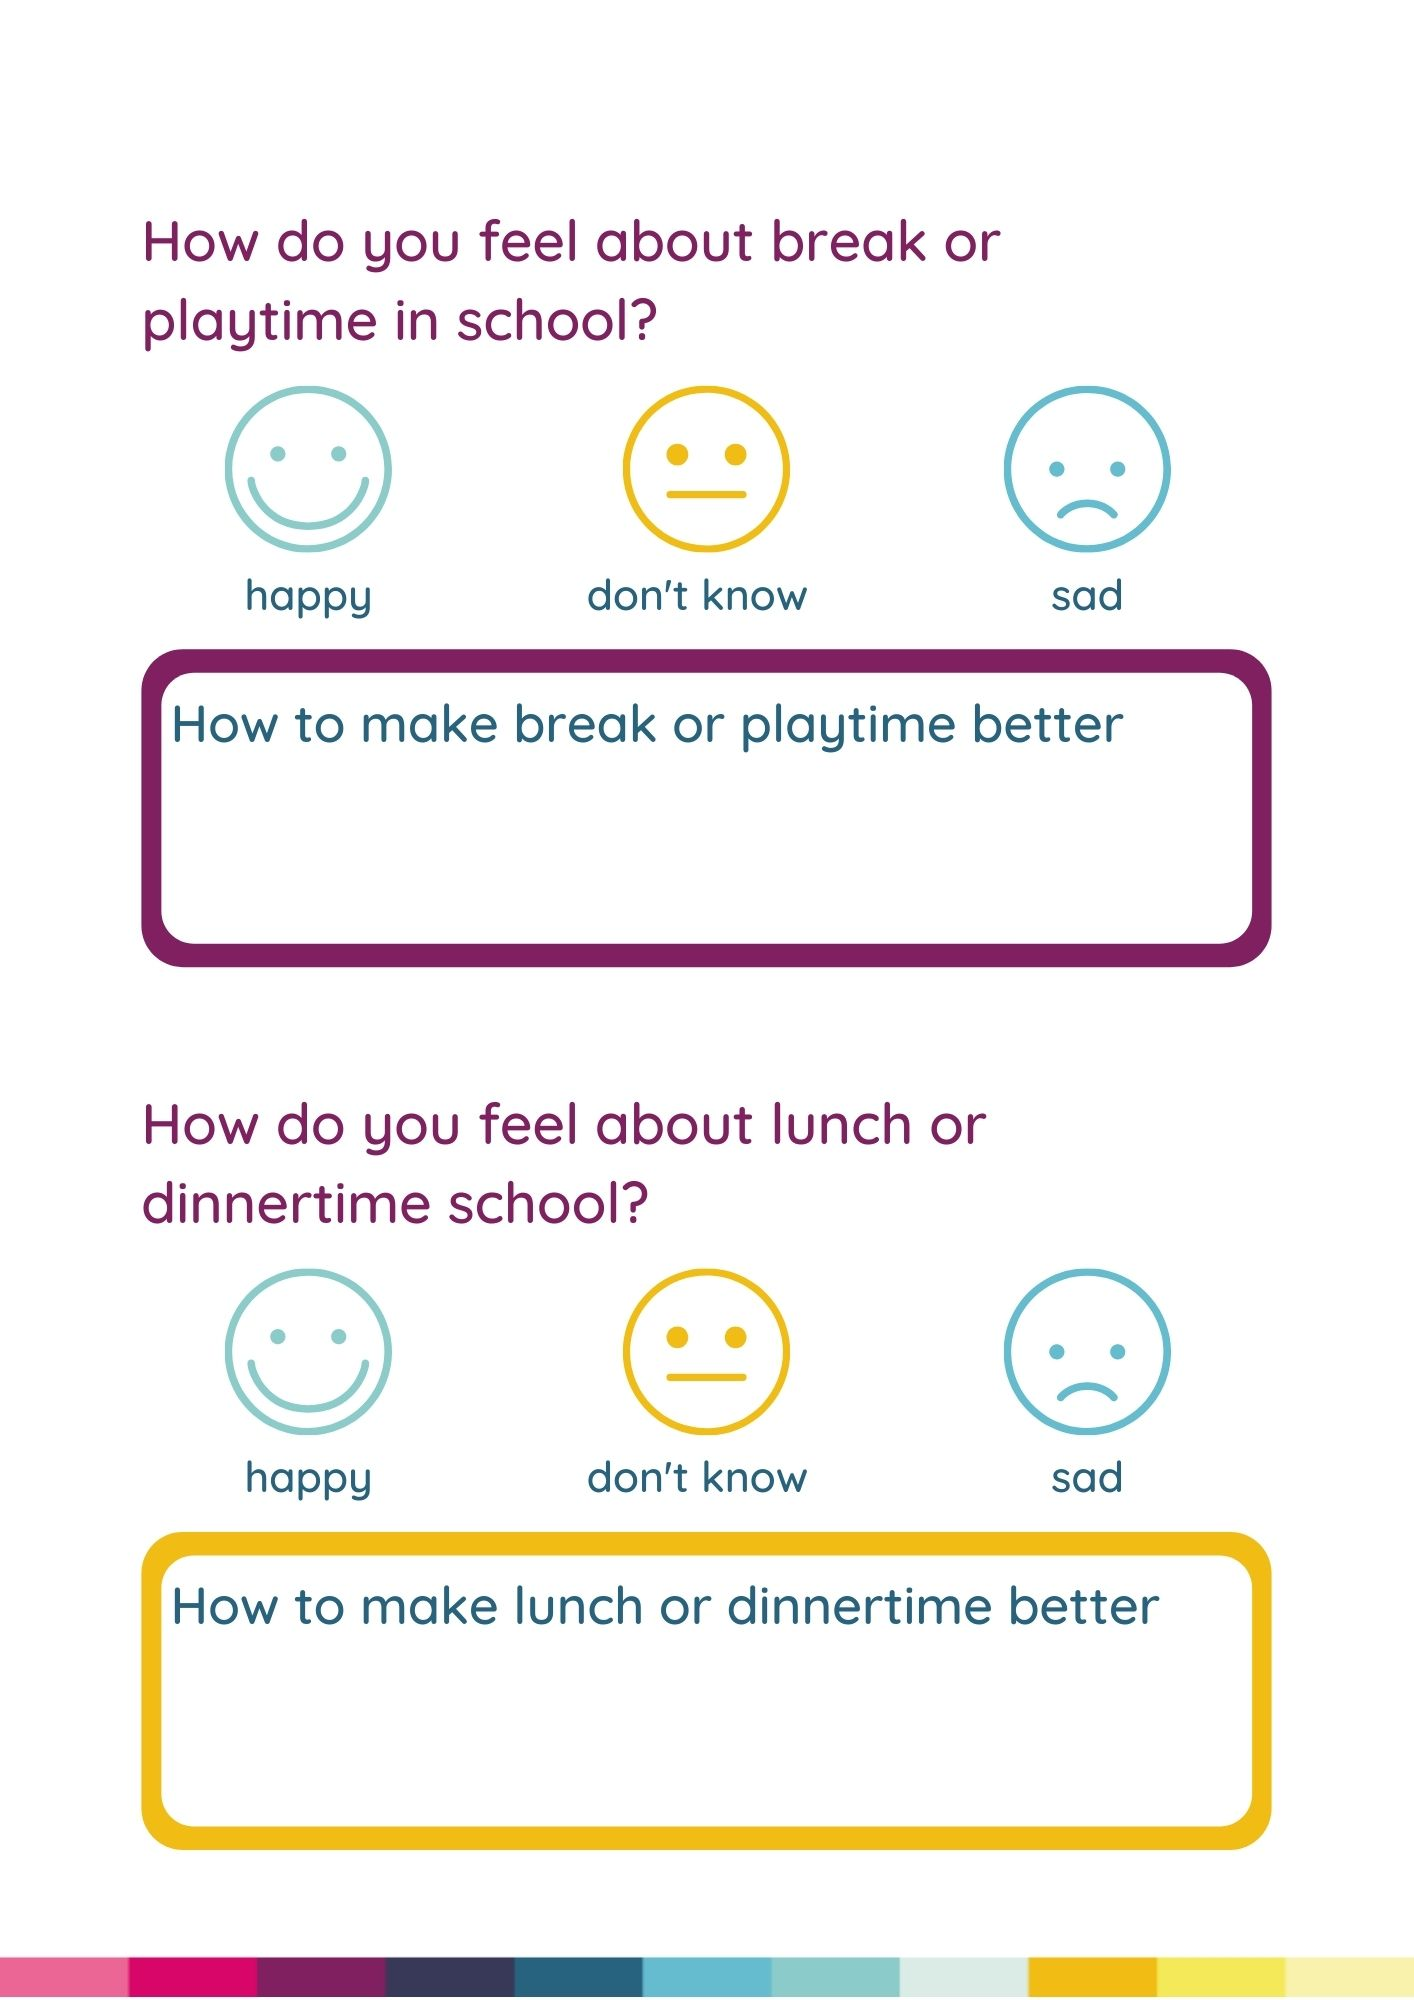 How do you feel about break or
playtime in school?
happy
don't know
sad
How to make break or playtime better
How do you feel about lunch or
dinnertime school?
happy
don't know
sad
How to make lunch or dinnertime better